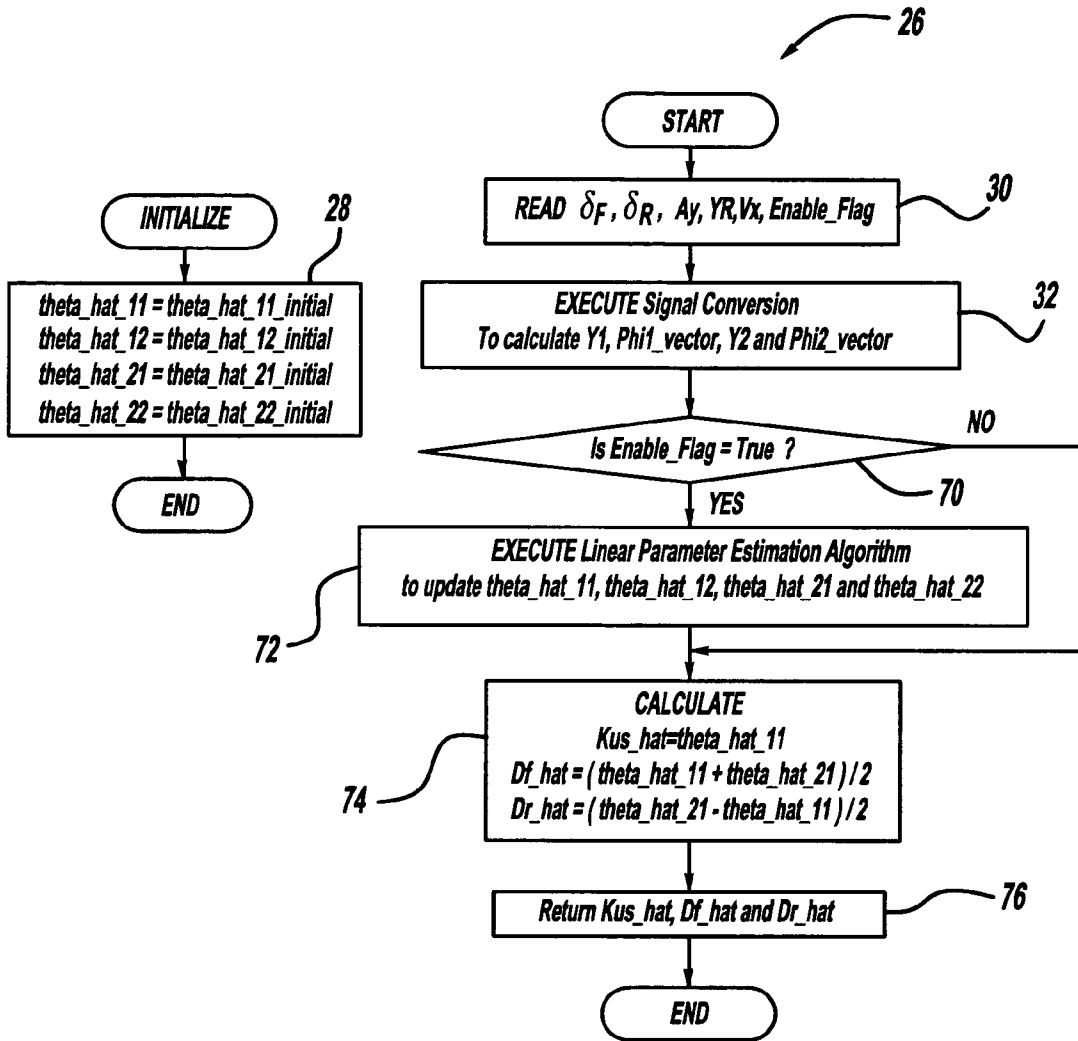 26
START
READ δF, δR, Ay, YR,Vx, Enable_Flag
30
INITIALIZE
28
theta_hat_11 = theta_hat_11_initial
theta_hat_12 = theta_hat_12_initial
theta_hat_21 = theta_hat_21_initial
theta_hat_22 = theta_hat_22_initial
END
EXECUTE Signal Conversion
To calculate Y1, Phi1_vector, Y2 and Phi2_vector
32
Is Enable_Flag = True ?
NO
70
YES
EXECUTE Linear Parameter Estimation Algorithm
to update theta_hat_11, theta_hat_12, theta_hat_21 and theta_hat_22
72
CALCULATE
Kus_hat=theta_hat_11
Df_hat = ( theta_hat_11 + theta_hat_21 ) / 2
Dr_hat = ( theta_hat_21 - theta_hat_11 ) / 2
74
Return Kus_hat, Df_hat and Dr_hat
76
END